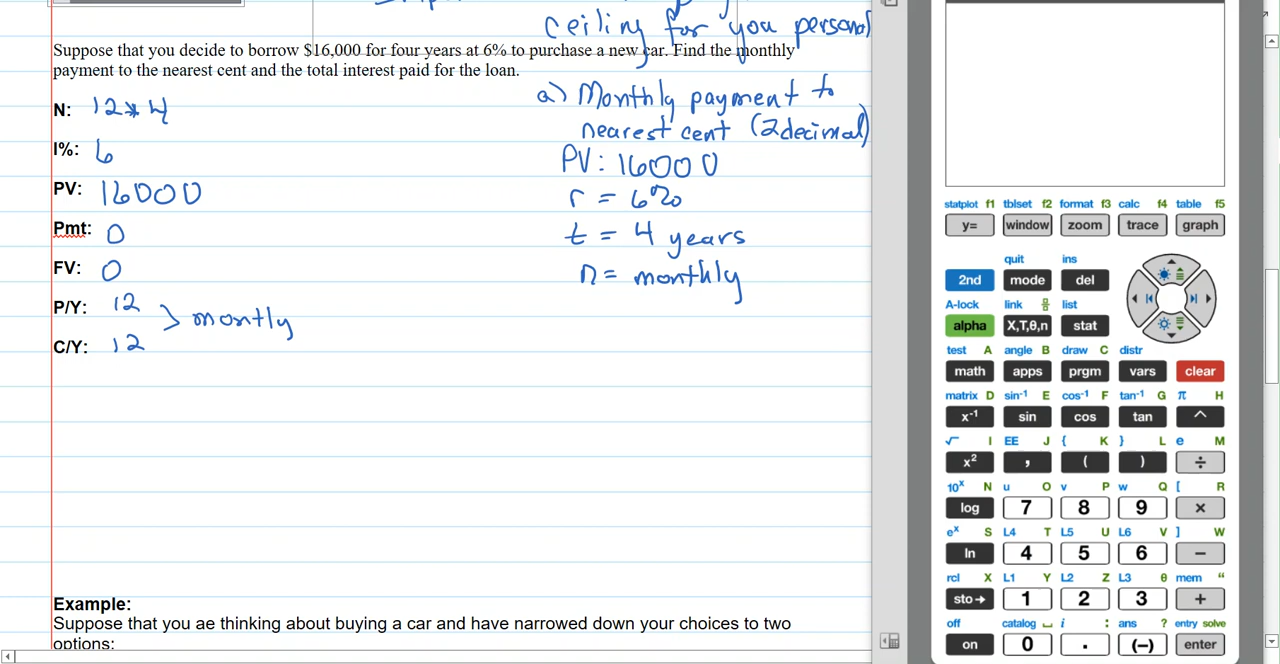 ceiling for you personal
Suppose that you decide to borrow $16,000 for four years at 6% to purchase a new car. Find the monthly
payment to the nearest cent and the total interest paid for the loan.
a) Monthly payment to
nearest cent (2decimal)
N: 12*4
PV: 16000
I%: 6
r = 6%
PV: 16000
t = 4 years
Pmt: 0
n = monthly
FV: 0
P/Y: 12
> montly
C/Y: 12
Example:
Suppose that you ae thinking about buying a car and have narrowed down your choices to two
options:
statplot f1 tblset f2 format f3 calc f4 table f5
y= window zoom trace graph
quit ins
2nd mode del
A-lock link list
alpha X,T,θ,n stat
test A angle B draw C distr
math apps prgm vars clear
matrix D sin-1 E cos-1 F tan-1 G π H
x-1 sin cos tan ^
√ I EE J { K } L e M
x2 , ( ) ÷
10x N u O v P w Q [ R
log 7 8 9 ×
ex S L4 T L5 U L6 V ] W
ln 4 5 6 −
rcl X L1 Y L2 Z L3 θ mem "
sto→ 1 2 3 +
off catalog ⎵ i : ans ? entry solve
on 0 . (−) enter